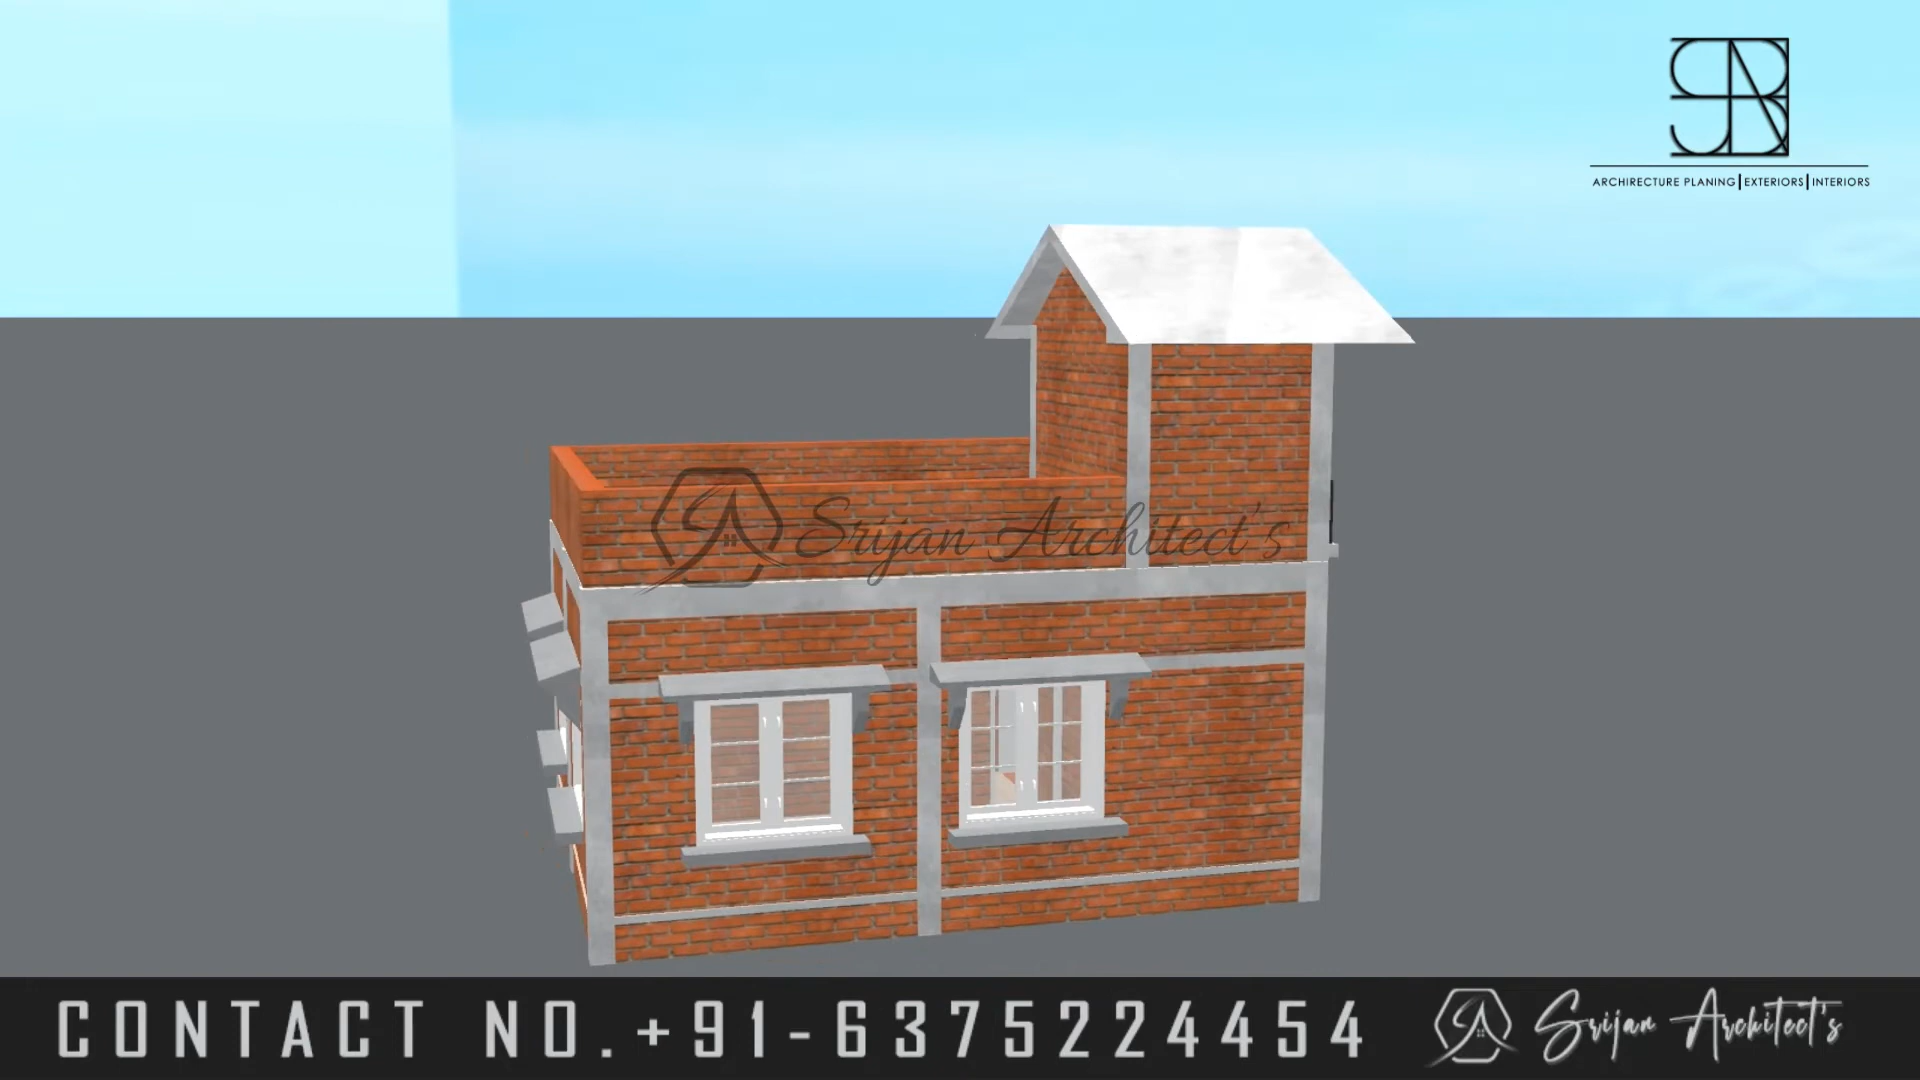 ARCHIRECTURE PLANING|EXTERIORS|INTERIORS
Srijan Architect's
CONTACT NO.+91-6375224454
Srijan Architect's